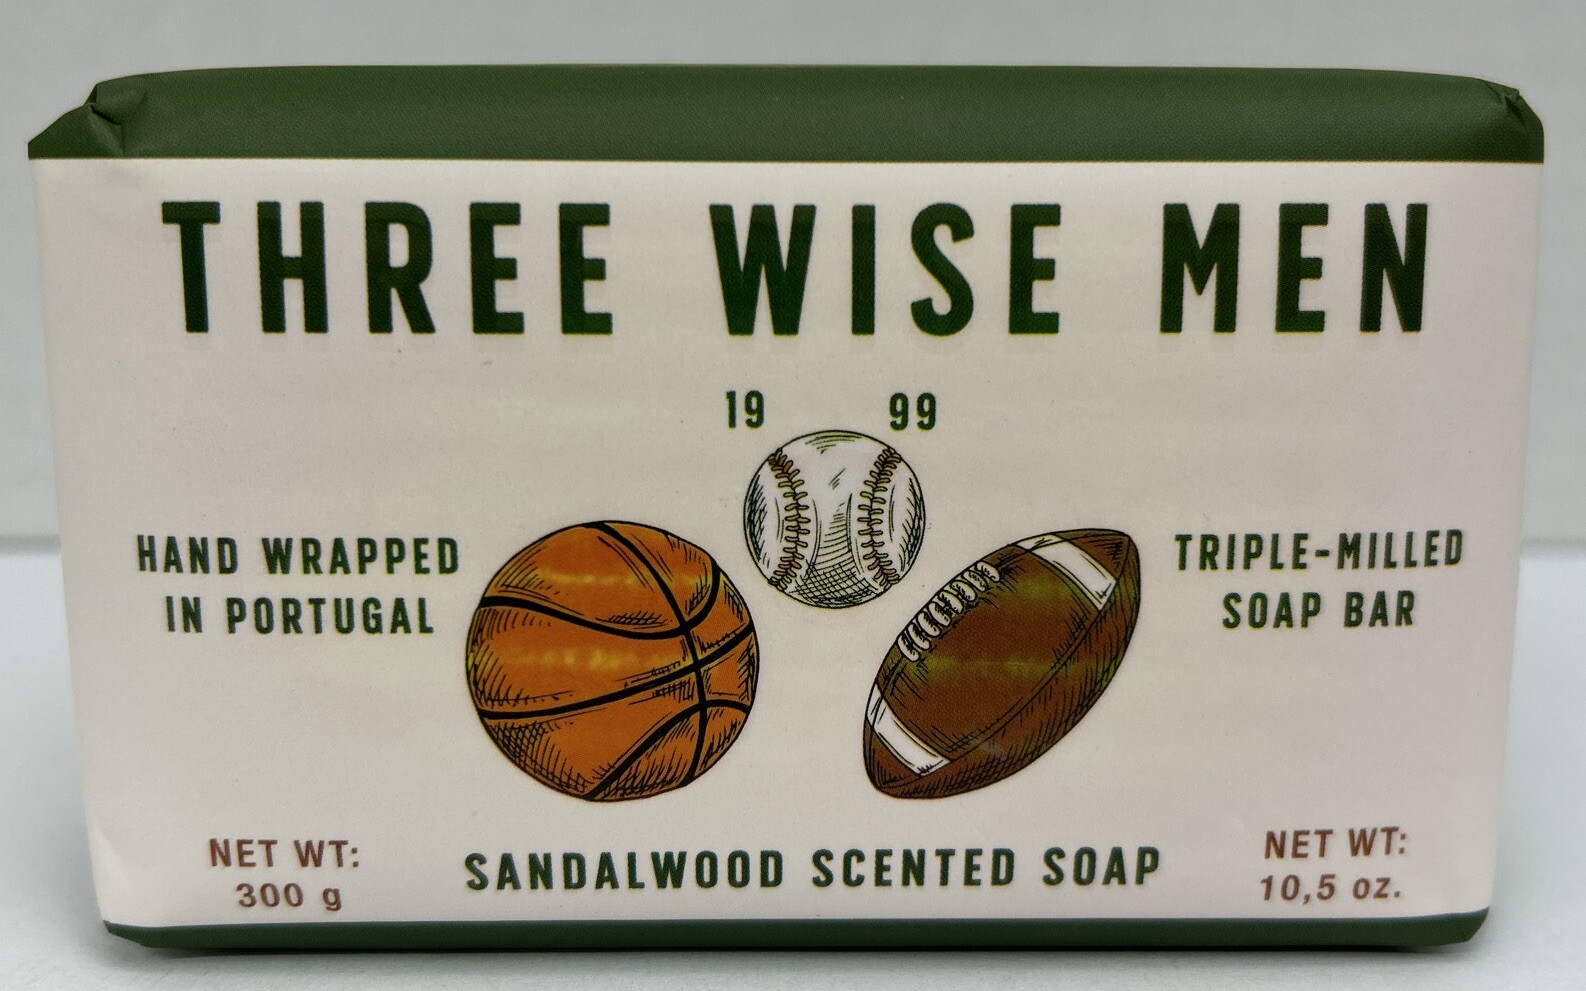 THREE WISE MEN
19 99
HAND WRAPPED
IN PORTUGAL
TRIPLE-MILLED
SOAP BAR
NET WT:
300 g
SANDALWOOD SCENTED SOAP
NET WT:
10,5 oz.